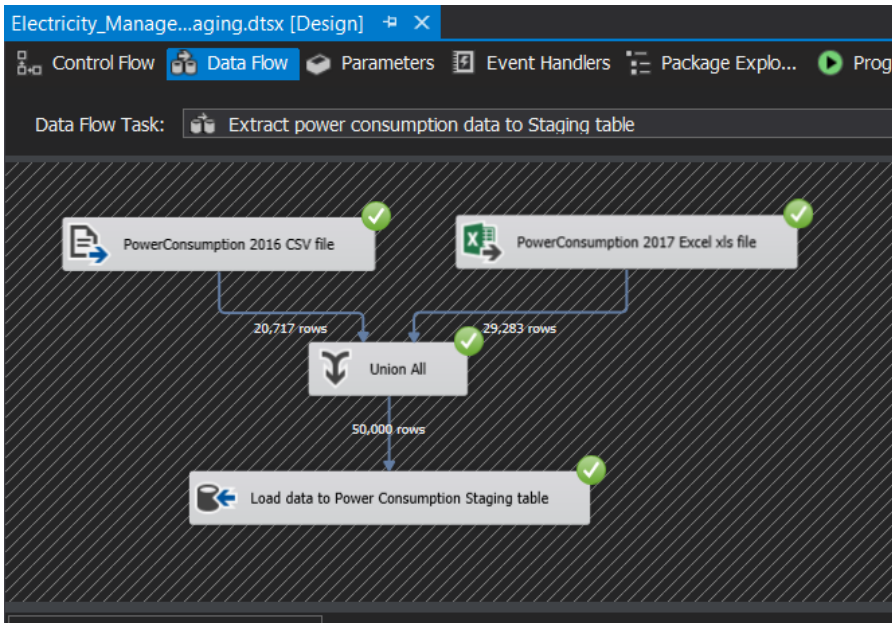 Electricity_Manage...aging.dtsx [Design]
Control Flow Data Flow Parameters Event Handlers Package Explo... Prog
Data Flow Task: Extract power consumption data to Staging table
PowerConsumption 2016 CSV file
PowerConsumption 2017 Excel xls file
20,717 rows
29,283 rows
Union All
50,000 rows
Load data to Power Consumption Staging table